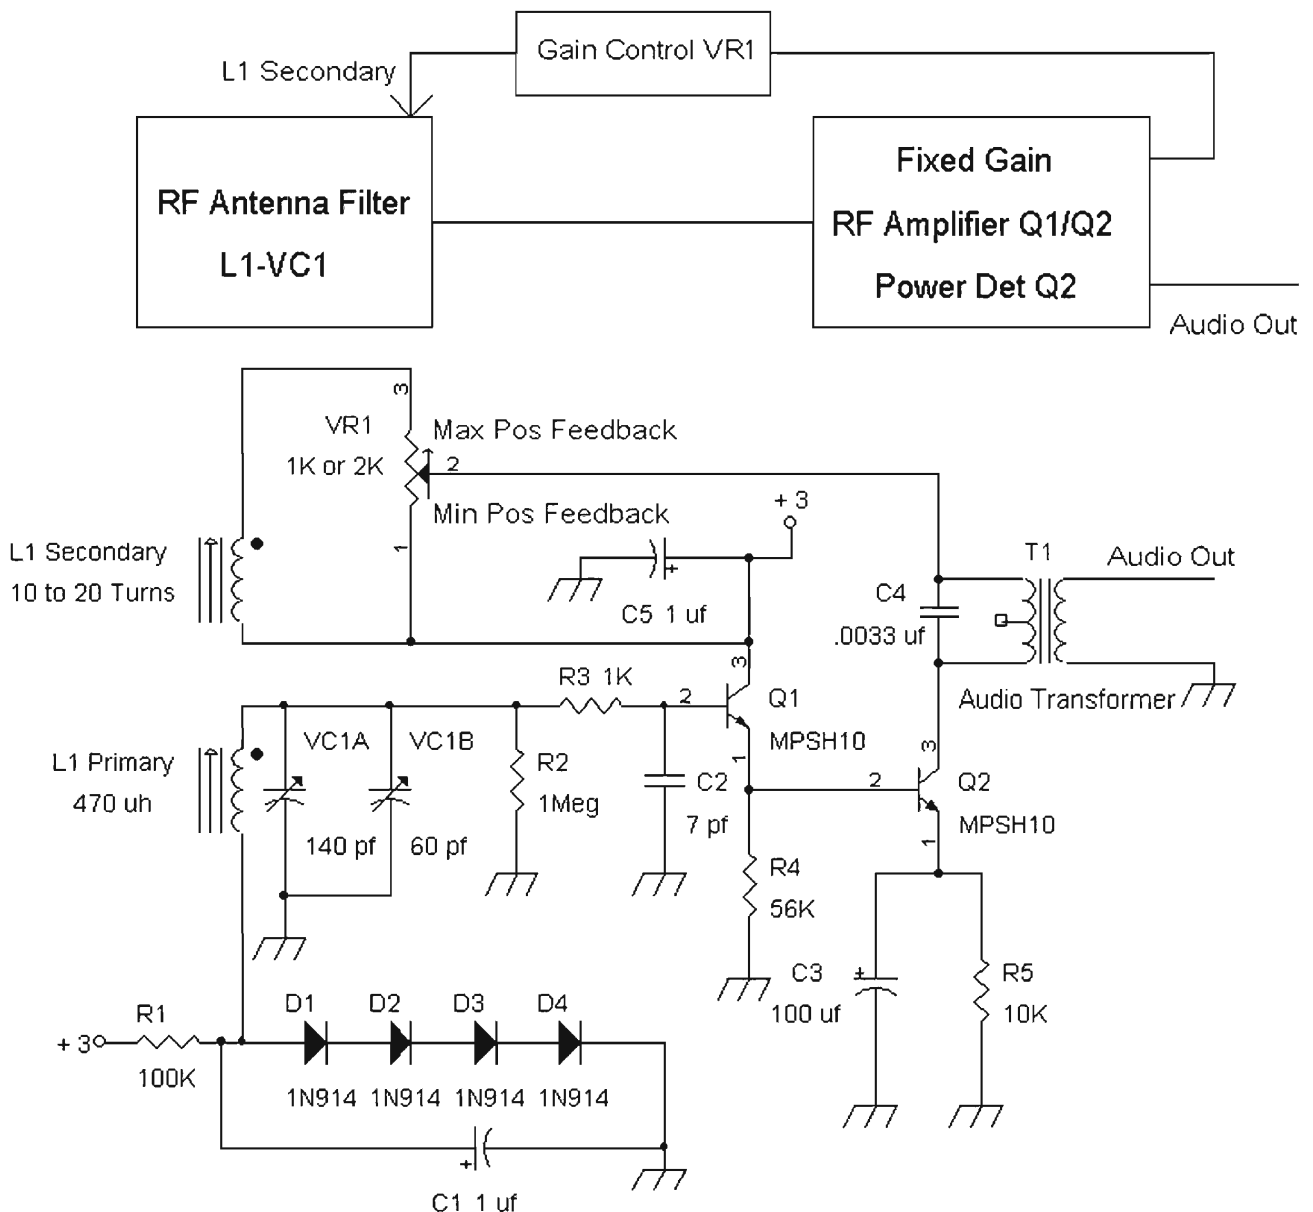 Gain Control VR1
L1 Secondary
RF Antenna Filter
L1-VC1
Fixed Gain
RF Amplifier Q1/Q2
Power Det Q2
Audio Out
3
VR1
1K or 2K
Max Pos Feedback
2
Min Pos Feedback
1
+ 3
L1 Secondary
10 to 20 Turns
+
C5 1 uf
T1
Audio Out
C4
.0033 uf
Audio Transformer
3
R3 1K
2
Q1
MPSH10
1
L1 Primary
470 uh
VC1A
VC1B
140 pf
60 pf
R2
1Meg
C2
7 pf
3
2
Q2
MPSH10
1
R4
56K
C3
+
100 uf
R5
10K
+ 3
R1
100K
D1
D2
D3
D4
1N914
1N914
1N914
1N914
+
C1 1 uf